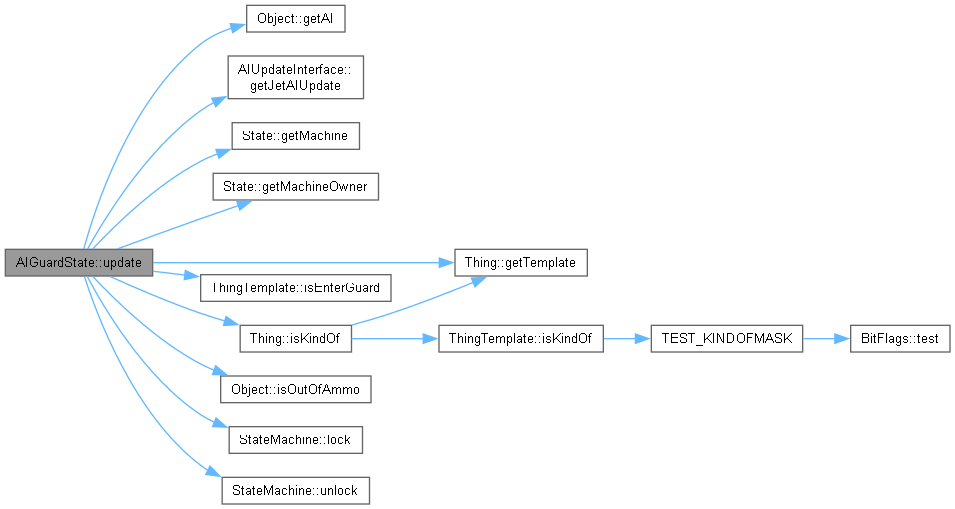 Object::getAI
AIUpdateInterface::
getJetAIUpdate
State::getMachine
State::getMachineOwner
AIGuardState::update
Thing::getTemplate
ThingTemplate::isEnterGuard
Thing::isKindOf
ThingTemplate::isKindOf
TEST_KINDOFMASK
BitFlags::test
Object::isOutOfAmmo
StateMachine::lock
StateMachine::unlock